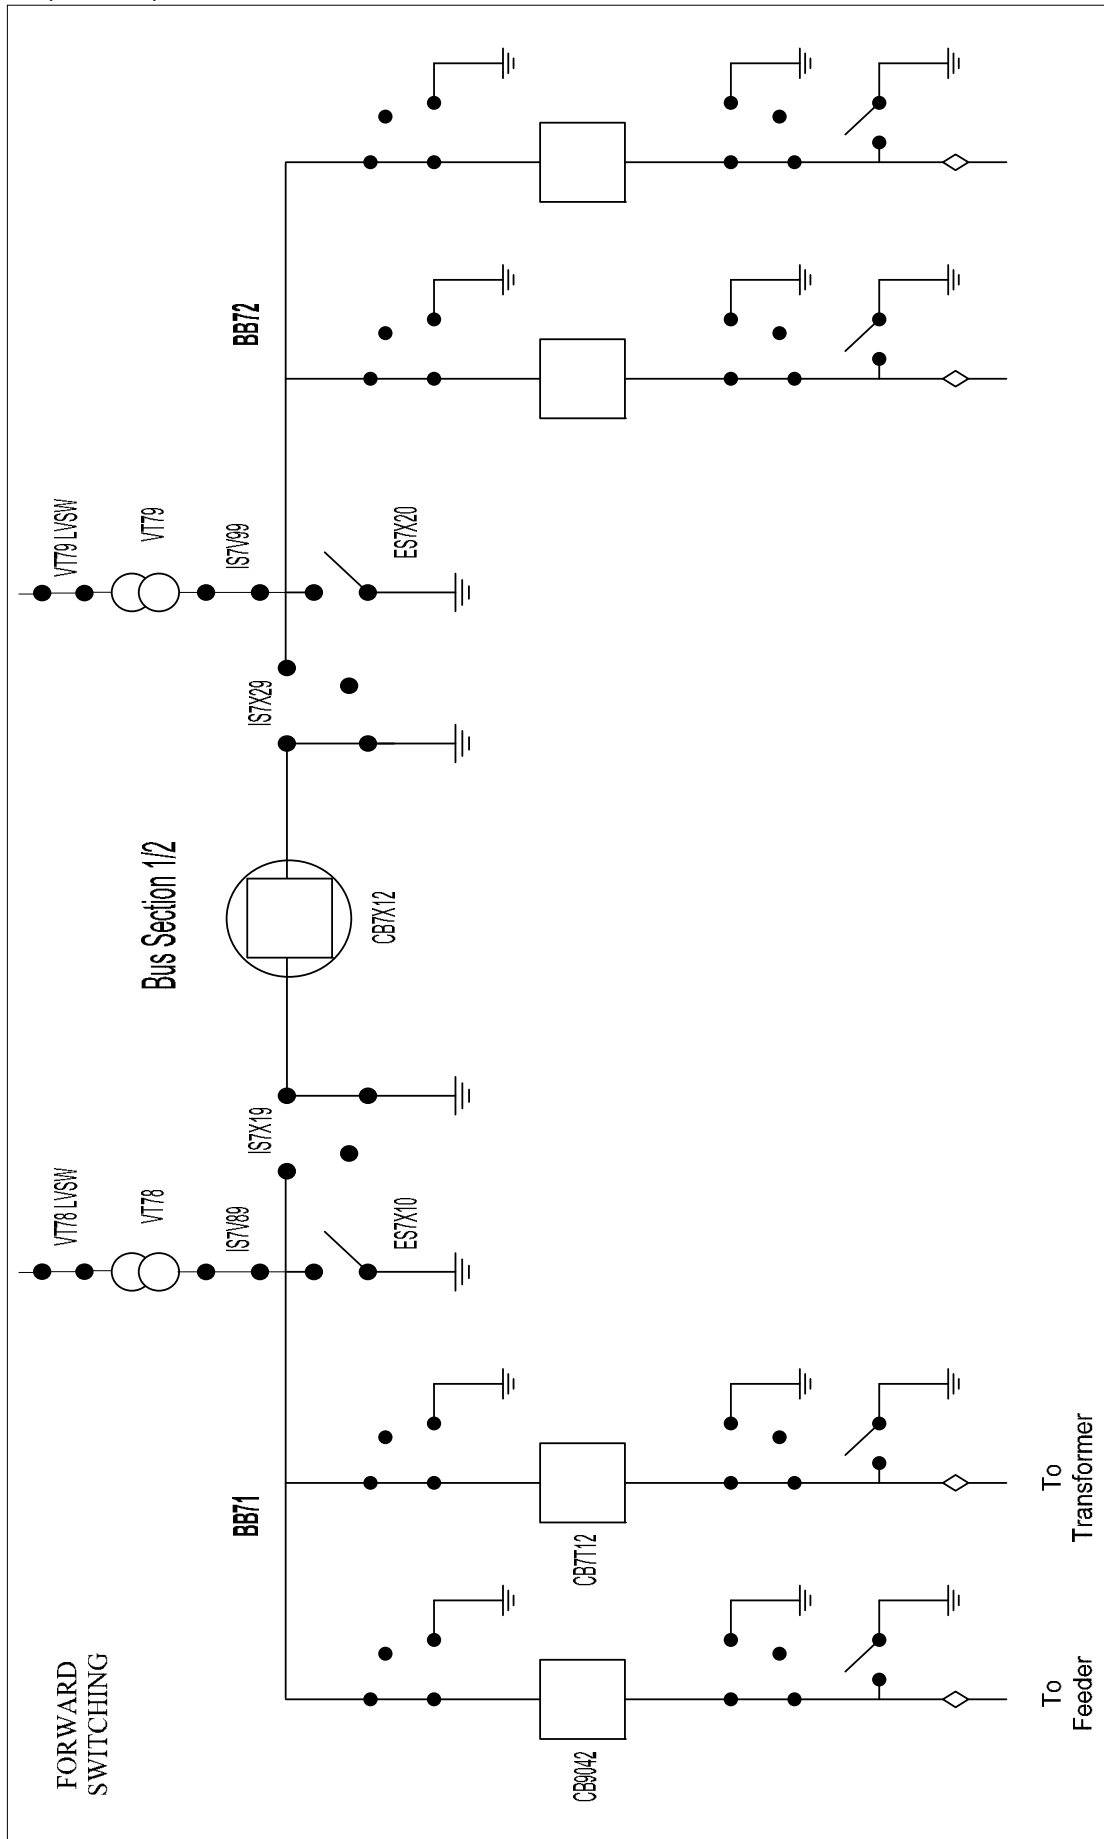 FORWARD
SWITCHING
VT78 LVSW
VT78
IS7V89
ES7X10
IS7X19
Bus Section 1/2
CB7X12
IS7X29
VT79 LVSW
VT79
IS7V99
ES7X20
BB71
BB72
CB9042
CB7T12
To
Feeder
To
Transformer